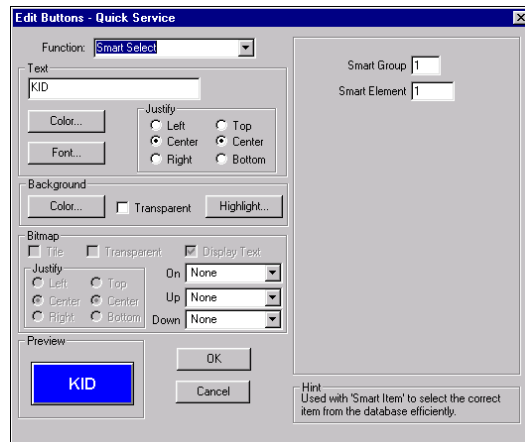 Edit Buttons - Quick Service
Function: Smart Select
Text
KID
Color...
Font...
Justify
Left Top
Center Center
Right Bottom
Background
Color... Transparent Highlight...
Bitmap
Tile Transparent Display Text
Justify
Left Top
Center Center
Right Bottom
On None
Up None
Down None
Preview
KID
OK
Cancel
Smart Group 1
Smart Element 1
Hint
Used with 'Smart Item' to select the correct
item from the database efficiently.